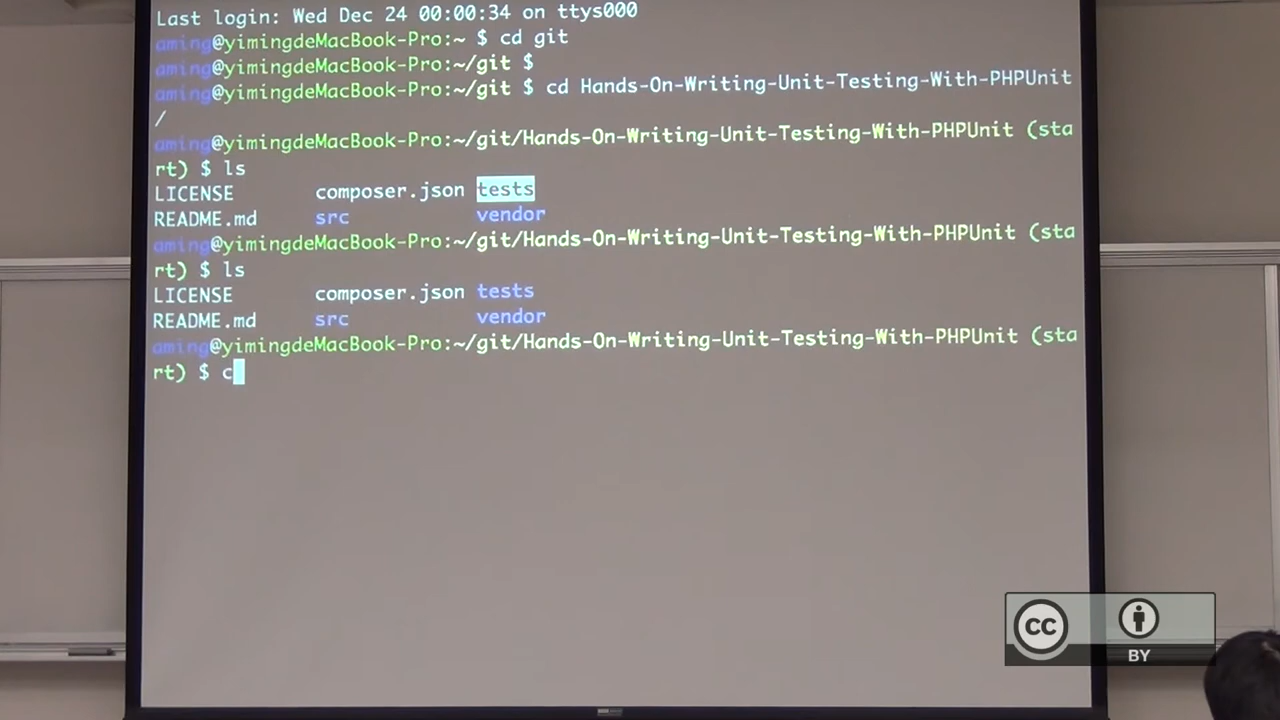 Last login: Wed Dec 24 00:00:34 on ttys000
aming@yimingdeMacBook-Pro:~ $ cd git
aming@yimingdeMacBook-Pro:~/git $
aming@yimingdeMacBook-Pro:~/git $ cd Hands-On-Writing-Unit-Testing-With-PHPUnit
/
aming@yimingdeMacBook-Pro:~/git/Hands-On-Writing-Unit-Testing-With-PHPUnit (sta
rt) $ ls
LICENSE composer.json tests
README.md src vendor
aming@yimingdeMacBook-Pro:~/git/Hands-On-Writing-Unit-Testing-With-PHPUnit (sta
rt) $ ls
LICENSE composer.json tests
README.md src vendor
aming@yimingdeMacBook-Pro:~/git/Hands-On-Writing-Unit-Testing-With-PHPUnit (sta
rt) $ c
cc
BY